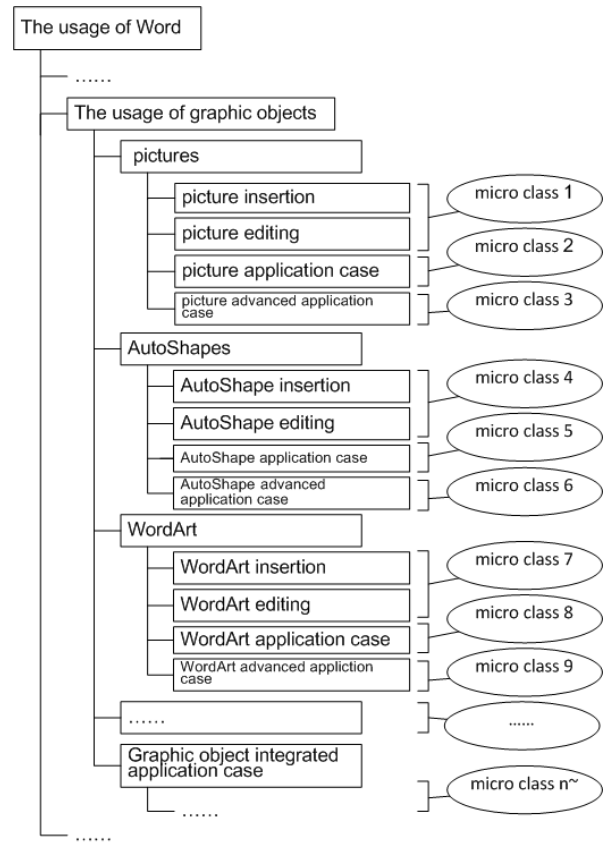 The usage of Word
......
The usage of graphic objects
pictures
picture insertion
micro class 1
picture editing
micro class 2
picture application case
picture advanced application
case
micro class 3
AutoShapes
AutoShape insertion
micro class 4
AutoShape editing
micro class 5
AutoShape application case
AutoShape advanced
application case
micro class 6
WordArt
WordArt insertion
micro class 7
WordArt editing
micro class 8
WordArt application case
WordArt advanced appliction
case
micro class 9
......
......
Graphic object integrated
application case
micro class n~
......
......